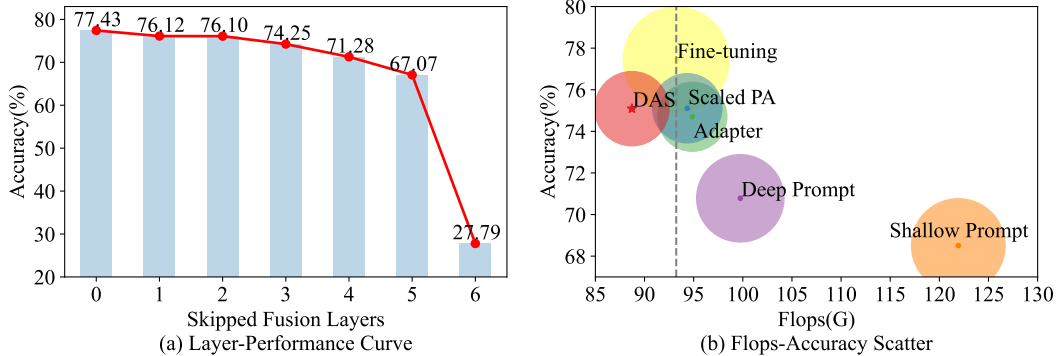 80
70
60
50
40
30
20
Accuracy(%)
77.43
76.12
76.10
74.25
71.28
67.07
27.79
0 1 2 3 4 5 6
Skipped Fusion Layers
(a) Layer-Performance Curve
80
78
76
74
72
70
68
Accuracy(%)
Fine-tuning
DAS
Scaled PA
Adapter
Deep Prompt
Shallow Prompt
85 90 95 100 105 110 115 120 125 130
Flops(G)
(b) Flops-Accuracy Scatter